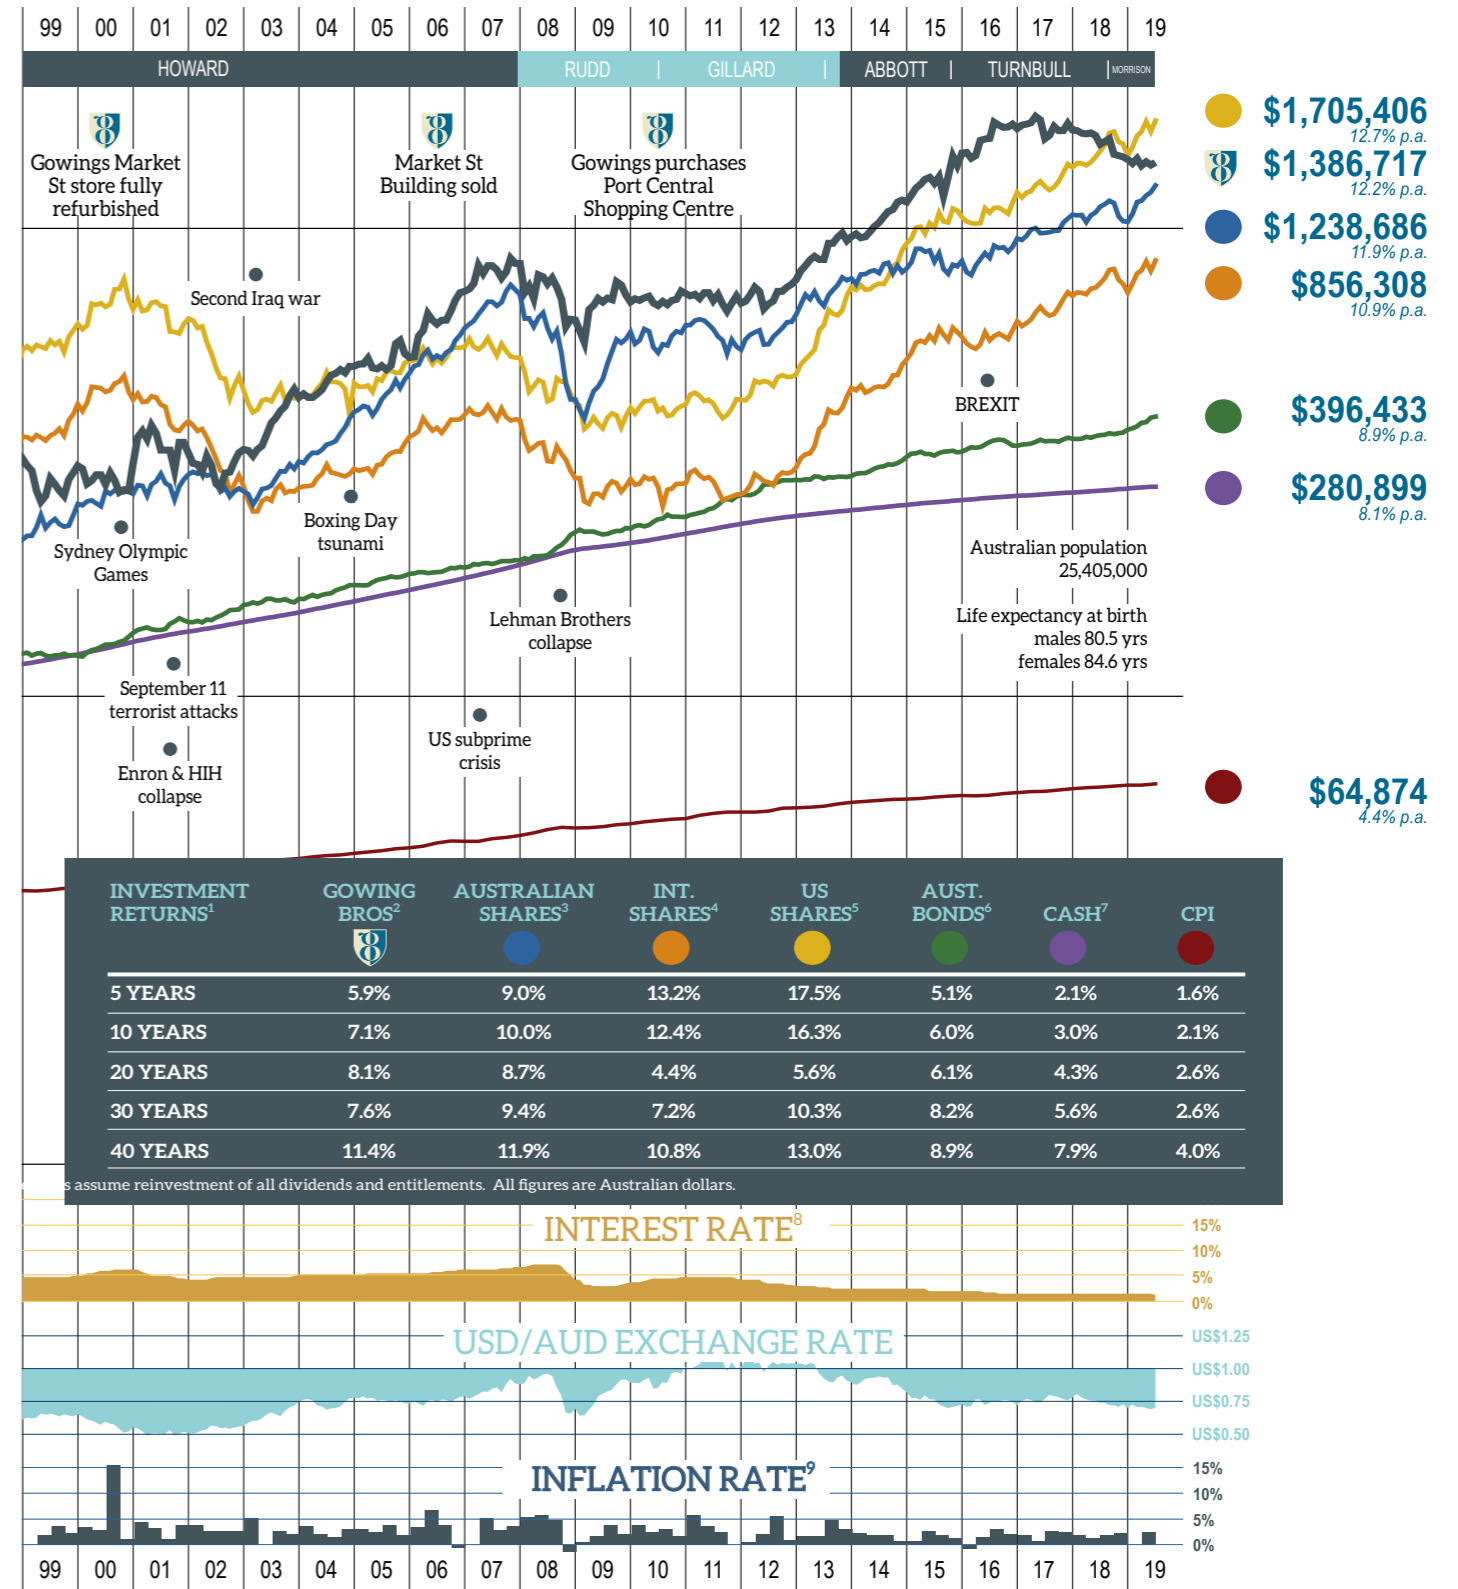 99 00 01 02 03 04 05 06 07 08 09 10 11 12 13 14 15 16 17 18 19
HOWARD RUDD | GILLARD | ABBOTT | TURNBULL | MORRISON
Gowings Market
St store fully
refurbished
Market St
Building sold
Gowings purchases
Port Central
Shopping Centre
$1,705,406
12.7% p.a.
$1,386,717
12.2% p.a.
$1,238,686
11.9% p.a.
$856,308
10.9% p.a.
Second Iraq war
BREXIT
$396,433
8.9% p.a.
$280,899
8.1% p.a.
Boxing Day
tsunami
Sydney Olympic
Games
Australian population
25,405,000
Lehman Brothers
collapse
Life expectancy at birth
males 80.5 yrs
females 84.6 yrs
September 11
terrorist attacks
US subprime
crisis
Enron & HIH
collapse
$64,874
4.4% p.a.
INVESTMENT
RETURNS1
GOWING
BROS2
AUSTRALIAN
SHARES3
INT.
SHARES4
US
SHARES5
AUST.
BONDS6
CASH7
CPI
5 YEARS 5.9% 9.0% 13.2% 17.5% 5.1% 2.1% 1.6%
10 YEARS 7.1% 10.0% 12.4% 16.3% 6.0% 3.0% 2.1%
20 YEARS 8.1% 8.7% 4.4% 5.6% 6.1% 4.3% 2.6%
30 YEARS 7.6% 9.4% 7.2% 10.3% 8.2% 5.6% 2.6%
40 YEARS 11.4% 11.9% 10.8% 13.0% 8.9% 7.9% 4.0%
assume reinvestment of all dividends and entitlements. All figures are Australian dollars.
INTEREST RATE8
15%
10%
5%
0%
USD/AUD EXCHANGE RATE
US$1.25
US$1.00
US$0.75
US$0.50
INFLATION RATE9
15%
10%
5%
0%
99 00 01 02 03 04 05 06 07 08 09 10 11 12 13 14 15 16 17 18 19